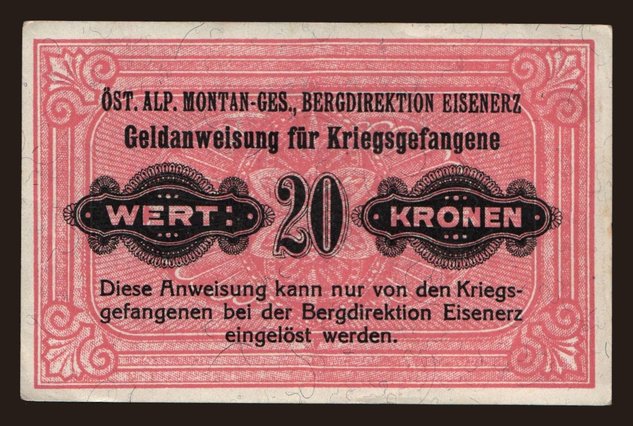 ÖST. ALP. MONTAN-GES., BERGDIREKTION EISENERZ
Geldanweisung für Kriegsgefangene
WERT: 20 KRONEN
Diese Anweisung kann nur von den Kriegs-
gefangenen bei der Bergdirektion Eisenerz
eingelöst werden.